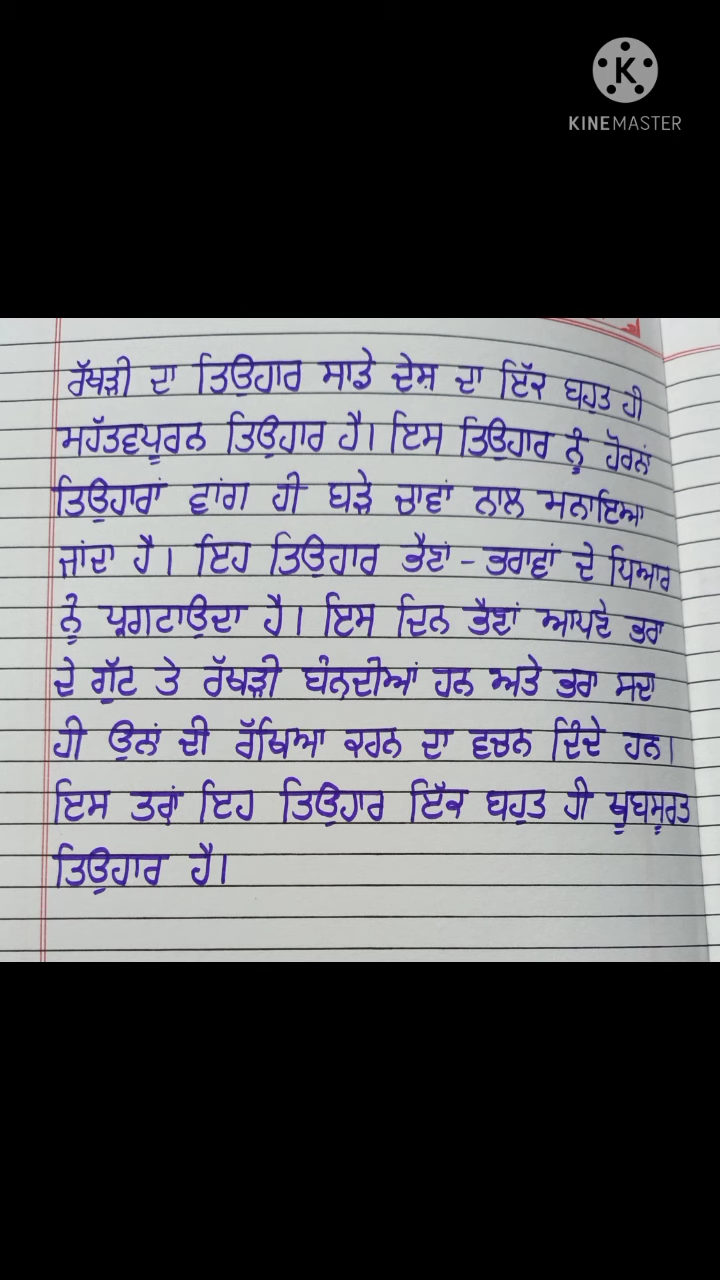 KINEMASTER
ਰੱਖੜੀ ਦਾ ਤਿਉਹਾਰ ਸਾਡੇ ਦੇਸ਼ ਦਾ ਇੱਕ ਬਹੁਤ ਹੀ
ਮਹੱਤਵਪੂਰਨ ਤਿਉਹਾਰ ਹੈ। ਇਸ ਤਿਉਹਾਰ ਨੂੰ ਹੋਰਨਾਂ
ਤਿਉਹਾਰਾਂ ਵਾਂਗ ਹੀ ਬੜੇ ਚਾਵਾਂ ਨਾਲ ਮਨਾਇਆ
ਜਾਂਦਾ ਹੈ। ਇਹ ਤਿਉਹਾਰ ਭੈਣਾਂ - ਭਰਾਵਾਂ ਦੇ ਪਿਆਰ
ਨੂੰ ਪ੍ਰਗਟਾਉਂਦਾ ਹੈ। ਇਸ ਦਿਨ ਭੈਣਾਂ ਆਪਣੇ ਭਰਾ
ਦੇ ਗੁੱਟ ਤੇ ਰੱਖੜੀ ਬੰਨਦੀਆਂ ਹਨ ਅਤੇ ਭਰਾ ਸਦਾ
ਹੀ ਉਨਾਂ ਦੀ ਰੱਖਿਆ ਕਰਨ ਦਾ ਵਚਨ ਦਿੰਦੇ ਹਨ।
ਇਸ ਤਰਾਂ ਇਹ ਤਿਉਹਾਰ ਇੱਕ ਬਹੁਤ ਹੀ ਖੂਬਸੂਰਤ
ਤਿਉਹਾਰ ਹੈ।